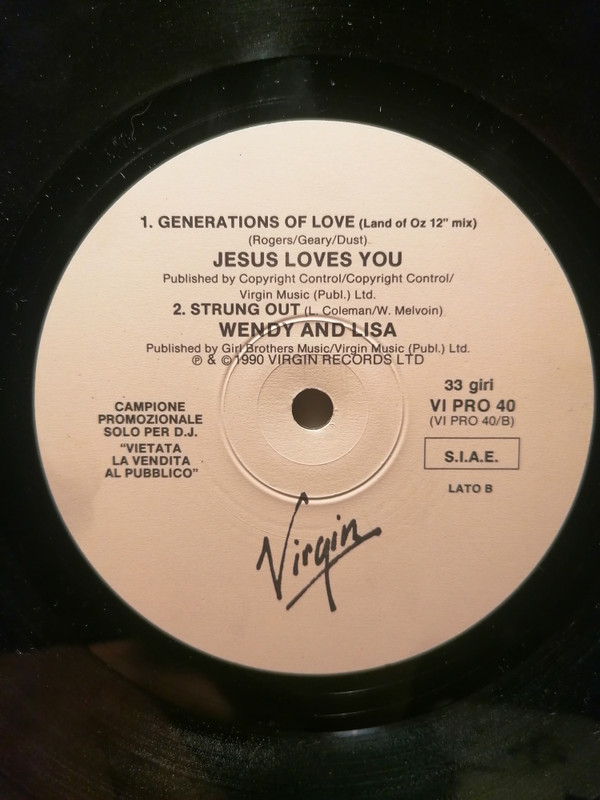 1. GENERATIONS OF LOVE (Land of Oz 12" mix)
(Rogers/Geary/Dust)
JESUS LOVES YOU
Published by Copyright Control/Copyright Control/
Virgin Music (Publ.) Ltd.
2. STRUNG OUT (L. Coleman/W. Melvoin)
WENDY AND LISA
Published by Girl Brothers Music/Virgin Music (Publ.) Ltd.
℗ & © 1990 VIRGIN RECORDS LTD
CAMPIONE
PROMOZIONALE
SOLO PER D.J.
"VIETATA
LA VENDITA
AL PUBBLICO"
33 giri
VI PRO 40
(VI PRO 40/B)
S.I.A.E.
LATO B
Virgin